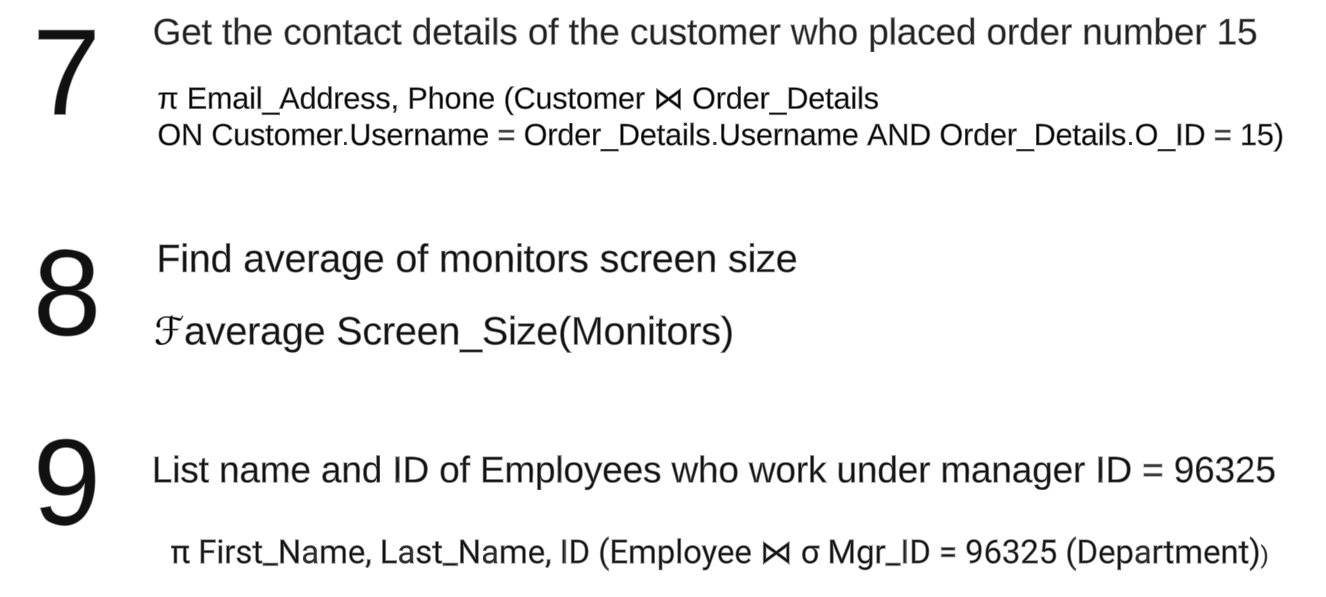 7
Get the contact details of the customer who placed order number 15
π Email_Address, Phone (Customer ⋈ Order_Details
ON Customer.Username = Order_Details.Username AND Order_Details.O_ID = 15)
8
Find average of monitors screen size
ℱaverage Screen_Size(Monitors)
9
List name and ID of Employees who work under manager ID = 96325
π First_Name, Last_Name, ID (Employee ⋈ σ Mgr_ID = 96325 (Department))